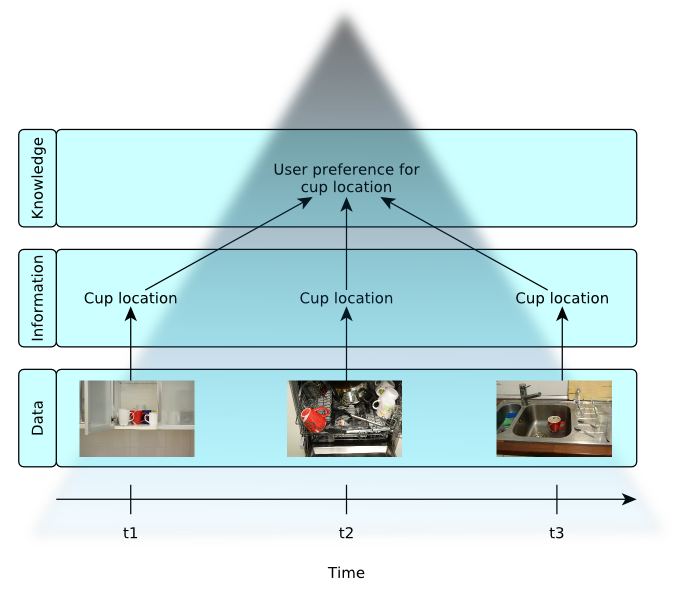 Knowledge
User preference for
cup location
Information
Cup location
Cup location
Cup location
Data
t1
t2
t3
Time